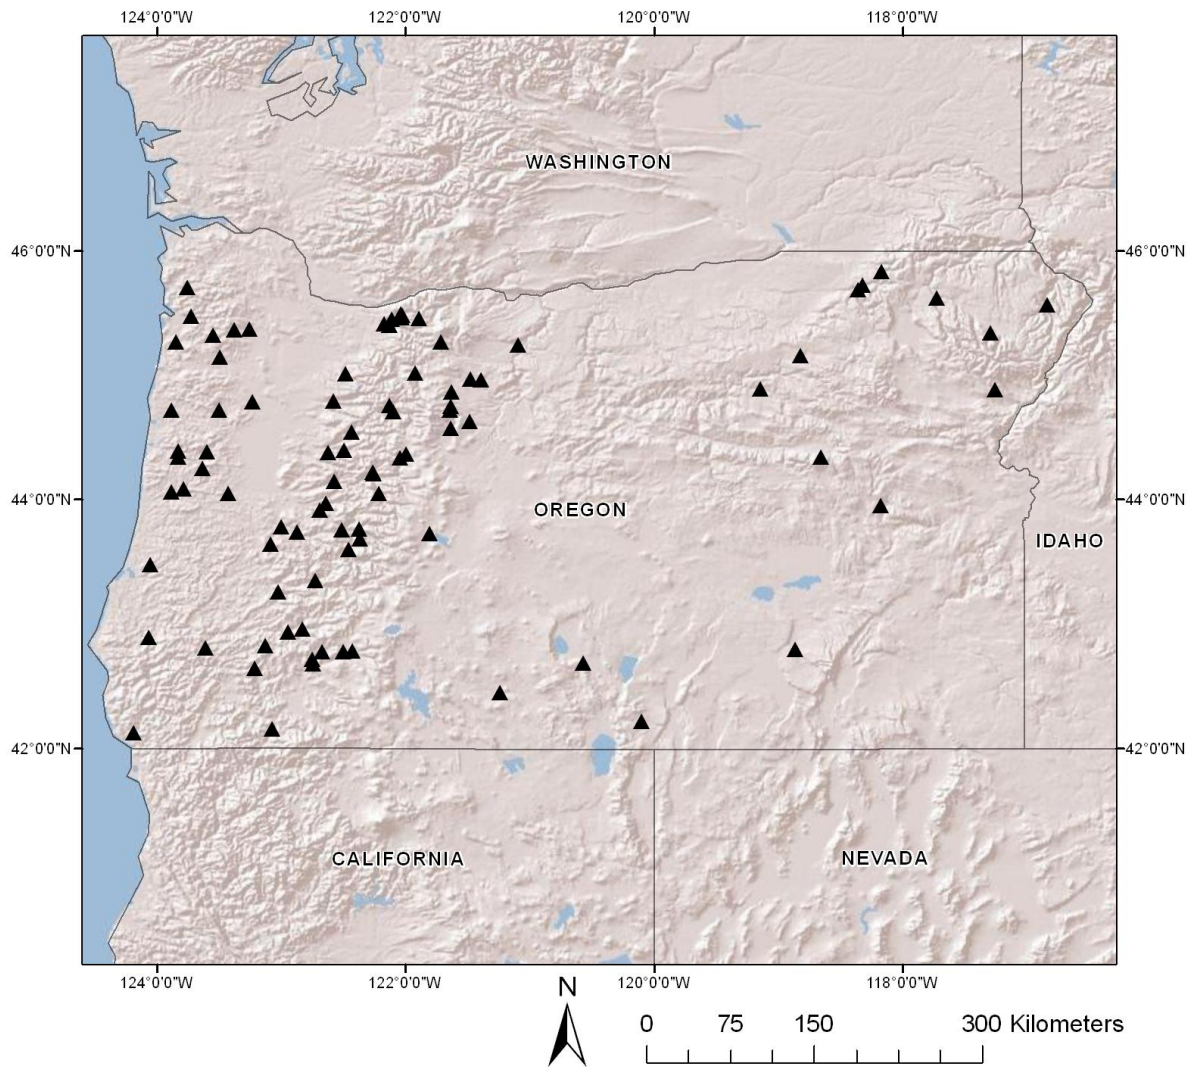 124°0'0"W 122°0'0"W 120°0'0"W 118°0'0"W
WASHINGTON
46°0'0"N 46°0'0"N
44°0'0"N 44°0'0"N
OREGON
IDAHO
42°0'0"N 42°0'0"N
CALIFORNIA NEVADA
124°0'0"W 122°0'0"W 120°0'0"W 118°0'0"W
N
0 75 150 300 Kilometers